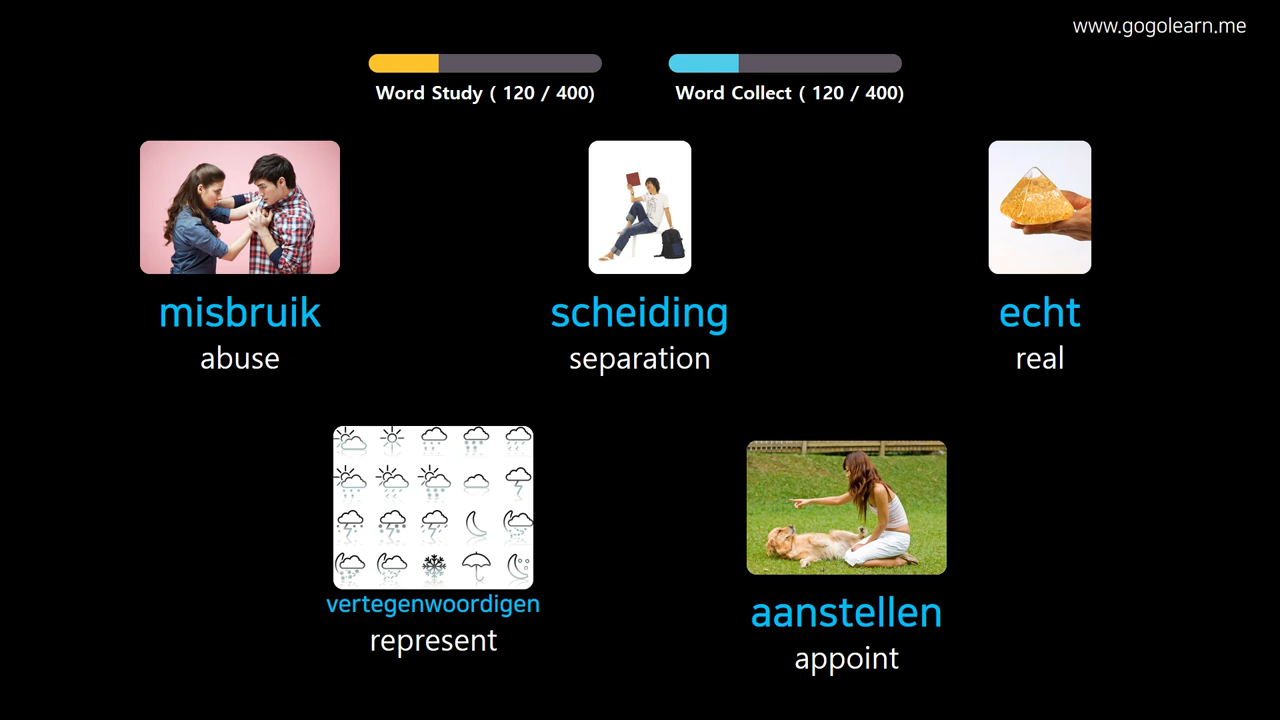 www.gogolearn.me
Word Study ( 120 / 400)
Word Collect ( 120 / 400)
misbruik
abuse
scheiding
separation
echt
real
vertegenwoordigen
represent
aanstellen
appoint